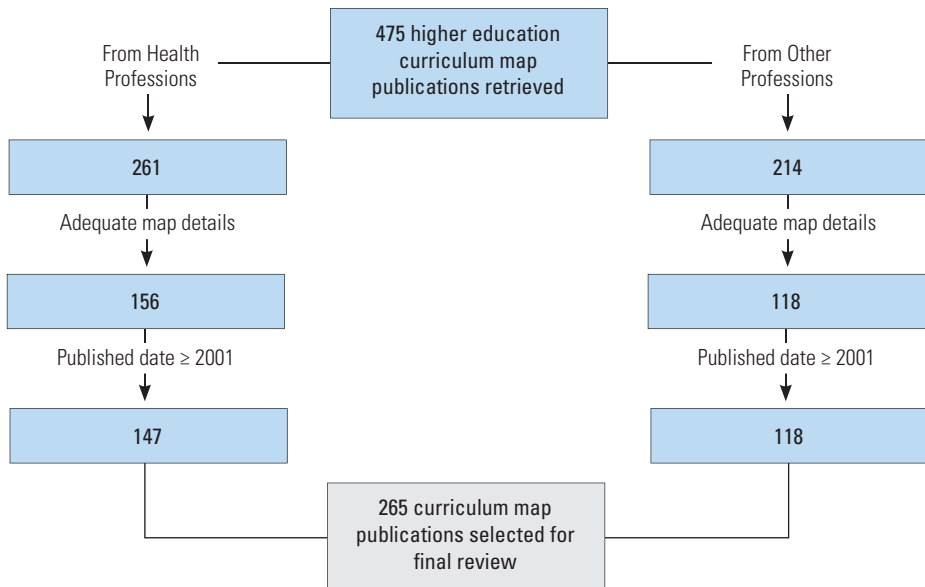 475 higher education
curriculum map
publications retrieved
From Health
Professions
From Other
Professions
261
214
Adequate map details
Adequate map details
156
118
Published date ≥ 2001
Published date ≥ 2001
147
118
265 curriculum map
publications selected for
final review